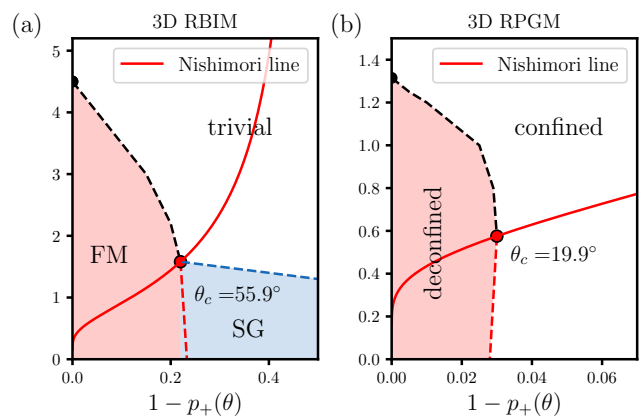 (a)
3D RBIM
Nishimori line
trivial
FM
θ_c =55.9°
SG
0
1
2
3
4
5
0.0
0.2
0.4
1 − p₊(θ)
(b)
3D RPGM
Nishimori line
confined
deconfined
θ_c =19.9°
0.0
0.2
0.4
0.6
0.8
1.0
1.2
1.4
0.00
0.02
0.04
0.06
1 − p₊(θ)